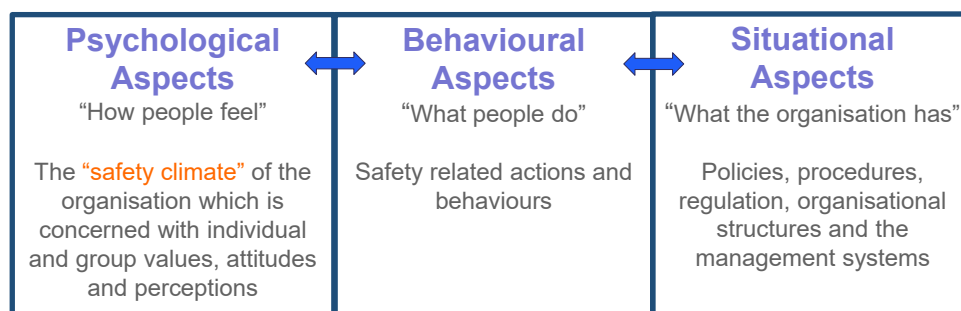 Psychological
Aspects
“How people feel”
The “safety climate” of the
organisation which is
concerned with individual
and group values, attitudes
and perceptions
Behavioural
Aspects
“What people do”
Safety related actions and
behaviours
Situational
Aspects
“What the organisation has”
Policies, procedures,
regulation, organisational
structures and the
management systems